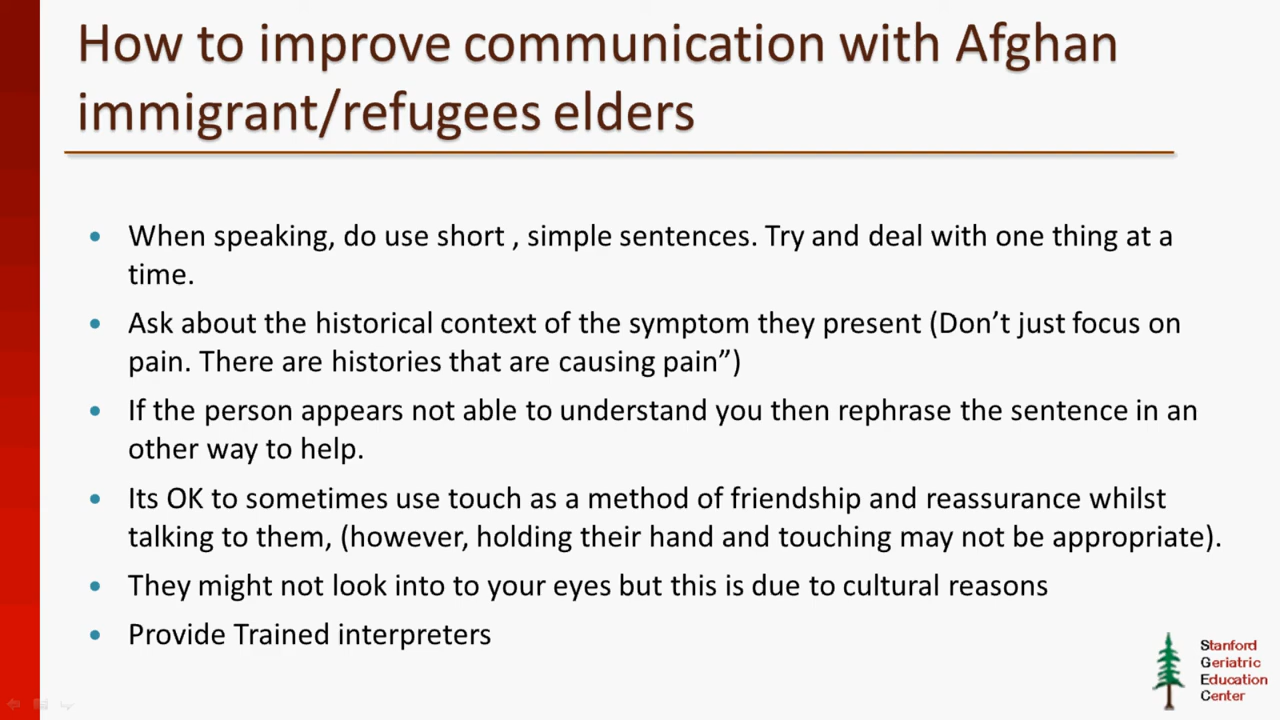 How to improve communication with Afghan
immigrant/refugees elders
• When speaking, do use short , simple sentences. Try and deal with one thing at a
time.
• Ask about the historical context of the symptom they present (Don’t just focus on
pain. There are histories that are causing pain”)
• If the person appears not able to understand you then rephrase the sentence in an
other way to help.
• Its OK to sometimes use touch as a method of friendship and reassurance whilst
talking to them, (however, holding their hand and touching may not be appropriate).
• They might not look into to your eyes but this is due to cultural reasons
• Provide Trained interpreters
Stanford
Geriatric
Education
Center